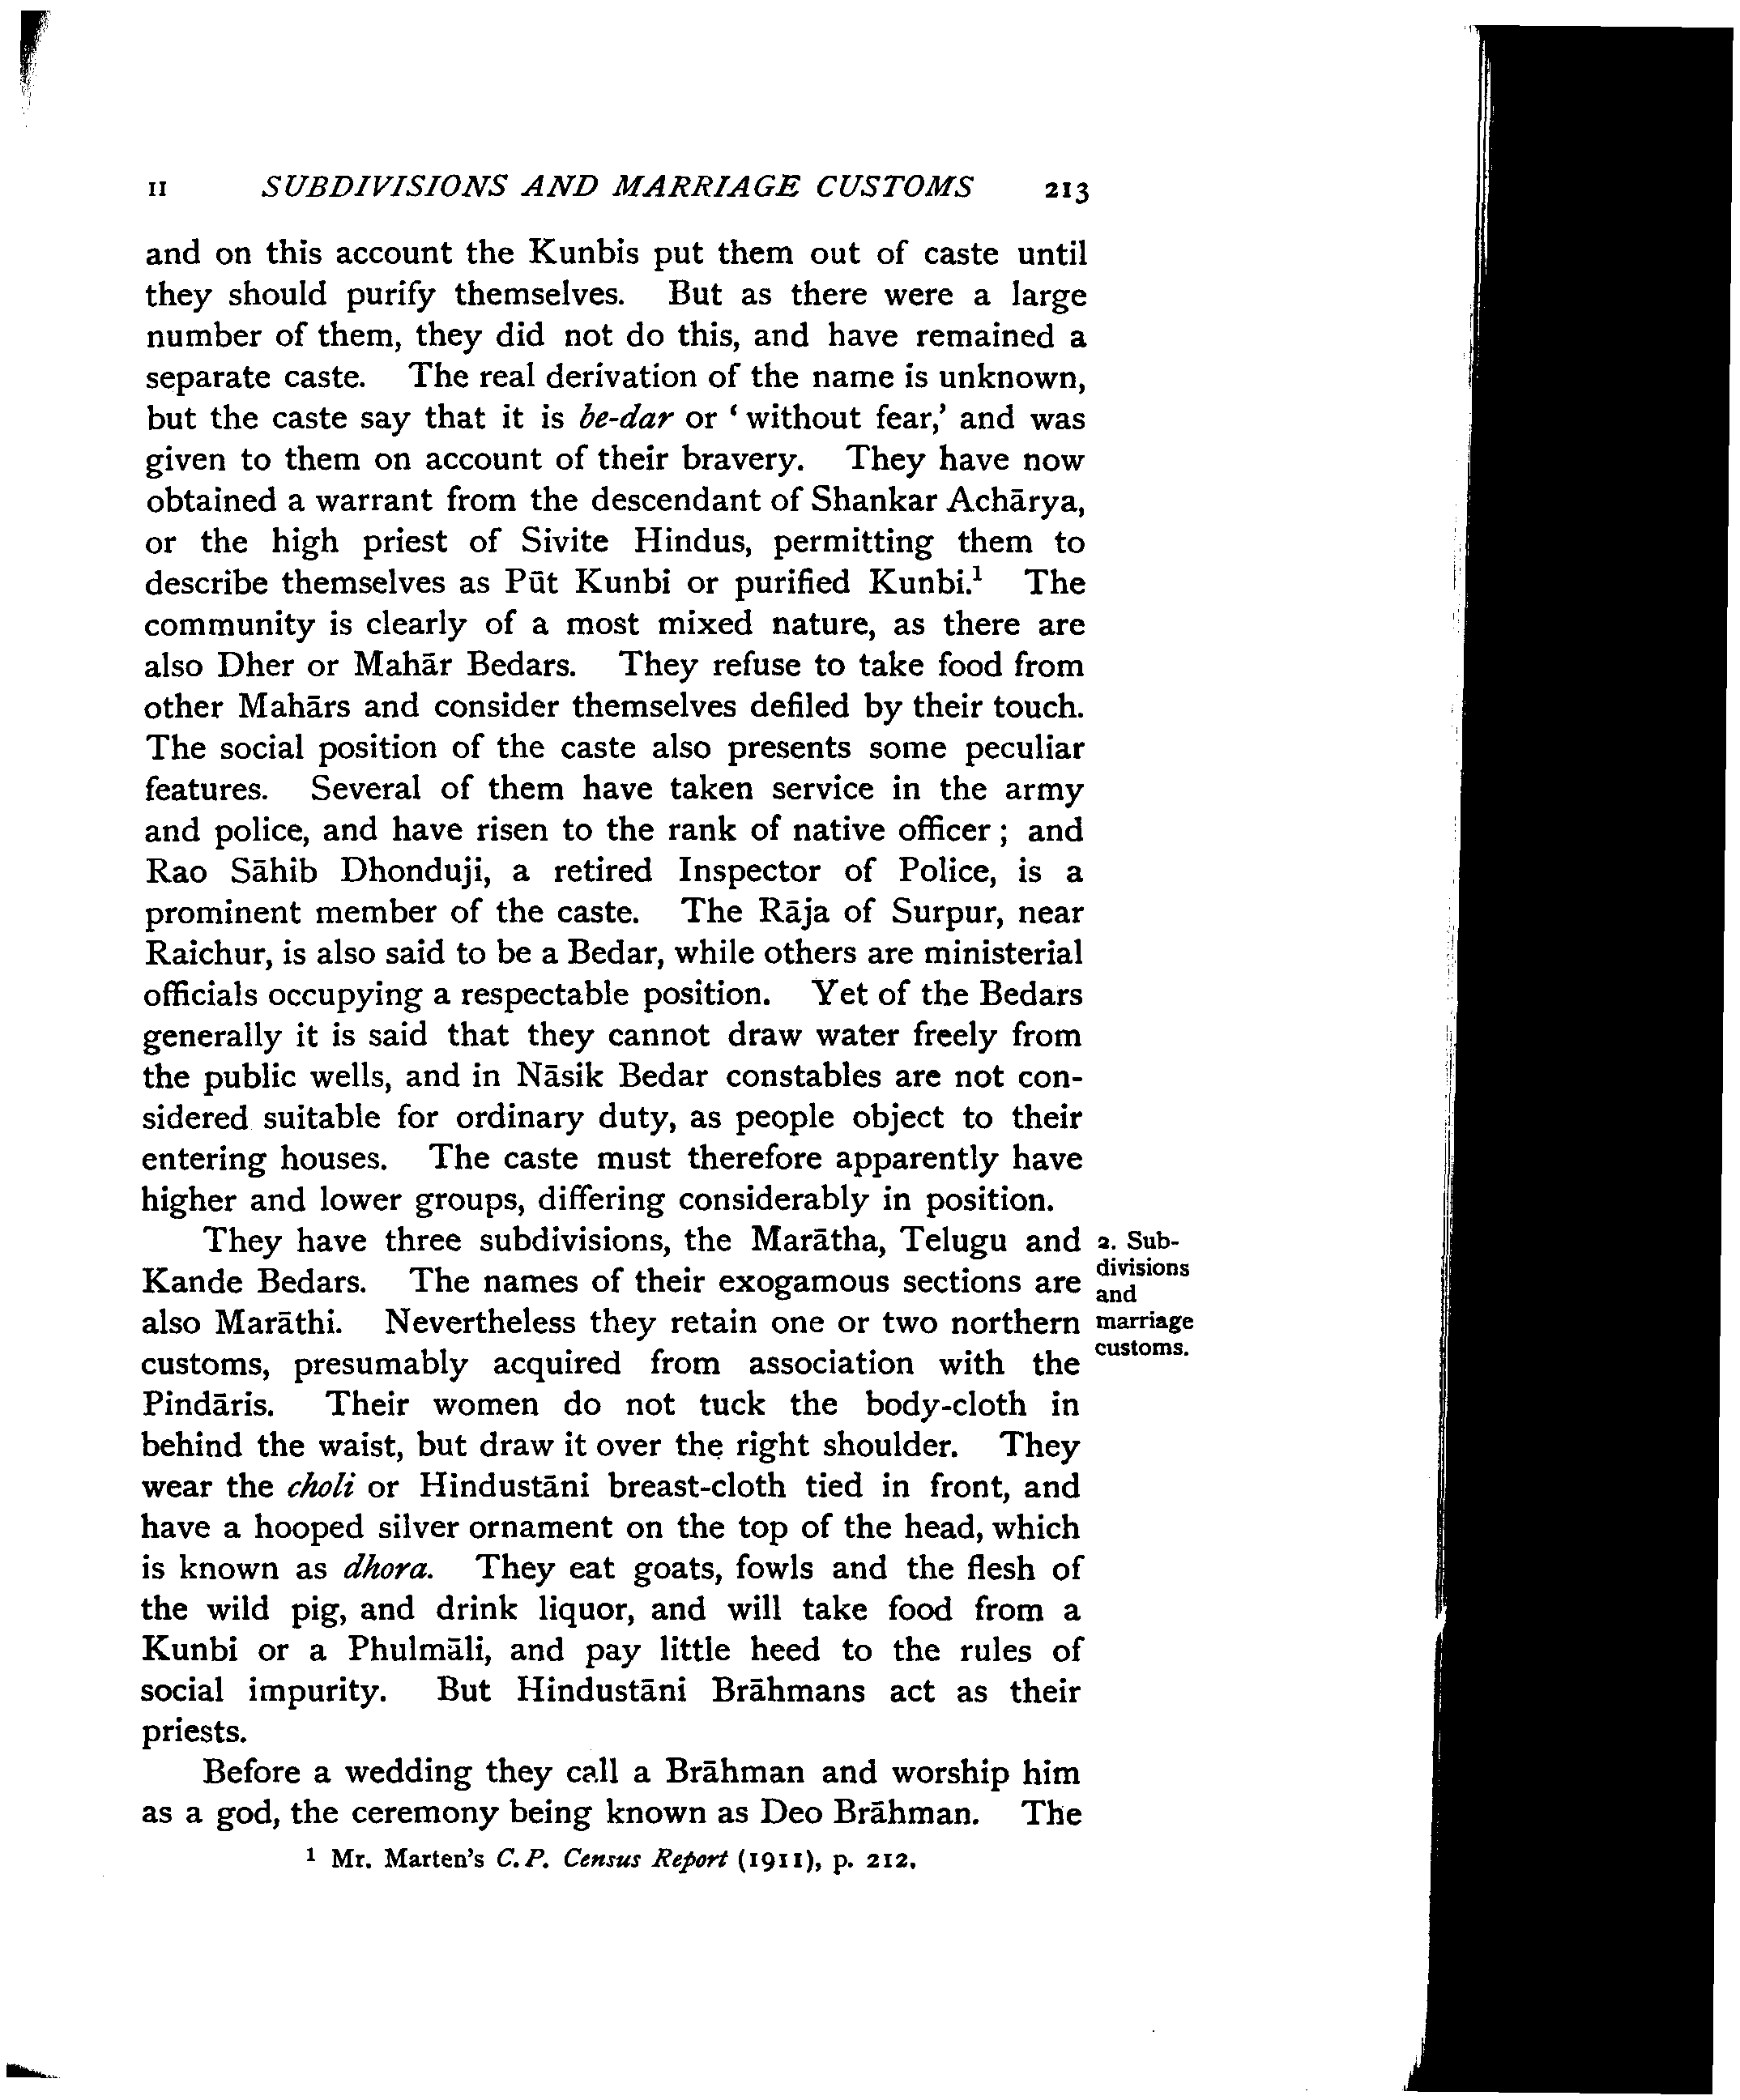 II SUBDIVISIONS AND MARRIAGE CUSTOMS 213
and on this account the Kunbis put them out of caste until
they should purify themselves. But as there were a large
number of them, they did not do this, and have remained a
separate caste. The real derivation of the name is unknown,
but the caste say that it is be-dar or ‘without fear,’ and was
given to them on account of their bravery. They have now
obtained a warrant from the descendant of Shankar Achārya,
or the high priest of Sivite Hindus, permitting them to
describe themselves as Pūt Kunbi or purified Kunbi.¹ The
community is clearly of a most mixed nature, as there are
also Dher or Mahār Bedars. They refuse to take food from
other Mahārs and consider themselves defiled by their touch.
The social position of the caste also presents some peculiar
features. Several of them have taken service in the army
and police, and have risen to the rank of native officer; and
Rao Sāhib Dhonduji, a retired Inspector of Police, is a
prominent member of the caste. The Rāja of Surpur, near
Raichur, is also said to be a Bedar, while others are ministerial
officials occupying a respectable position. Yet of the Bedars
generally it is said that they cannot draw water freely from
the public wells, and in Nāsik Bedar constables are not con-
sidered suitable for ordinary duty, as people object to their
entering houses. The caste must therefore apparently have
higher and lower groups, differing considerably in position.
They have three subdivisions, the Marātha, Telugu and
Kande Bedars. The names of their exogamous sections are
also Marāthi. Nevertheless they retain one or two northern
customs, presumably acquired from association with the
Pindāris. Their women do not tuck the body-cloth in
behind the waist, but draw it over the right shoulder. They
wear the choli or Hindustāni breast-cloth tied in front, and
have a hooped silver ornament on the top of the head, which
is known as dhora. They eat goats, fowls and the flesh of
the wild pig, and drink liquor, and will take food from a
Kunbi or a Phulmāli, and pay little heed to the rules of
social impurity. But Hindustāni Brāhmans act as their
priests.
2. Sub-
divisions
and
marriage
customs.
Before a wedding they call a Brāhman and worship him
as a god, the ceremony being known as Deo Brāhman. The
¹ Mr. Marten's C.P. Census Report (1911), p. 212.